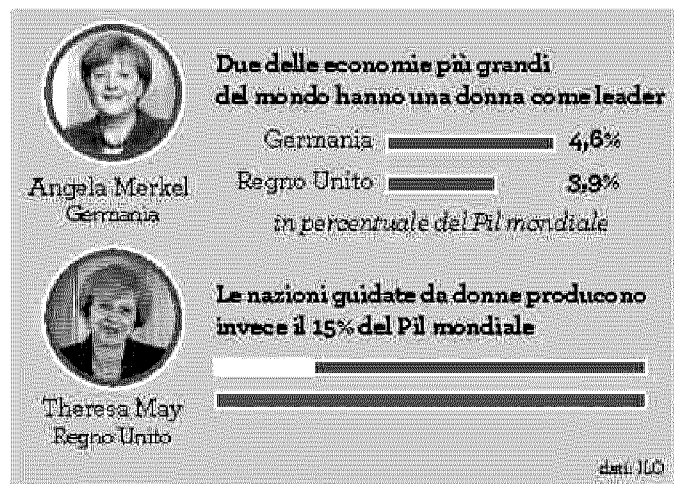 Due delle economie più grandi
del mondo hanno una donna come leader
Germania 4,6%
Regno Unito 3,9%
in percentuale del Pil mondiale
Angela Merkel
Germania
Le nazioni guidate da donne producono
invece il 15% del Pil mondiale
Theresa May
Regno Unito
dati ILO